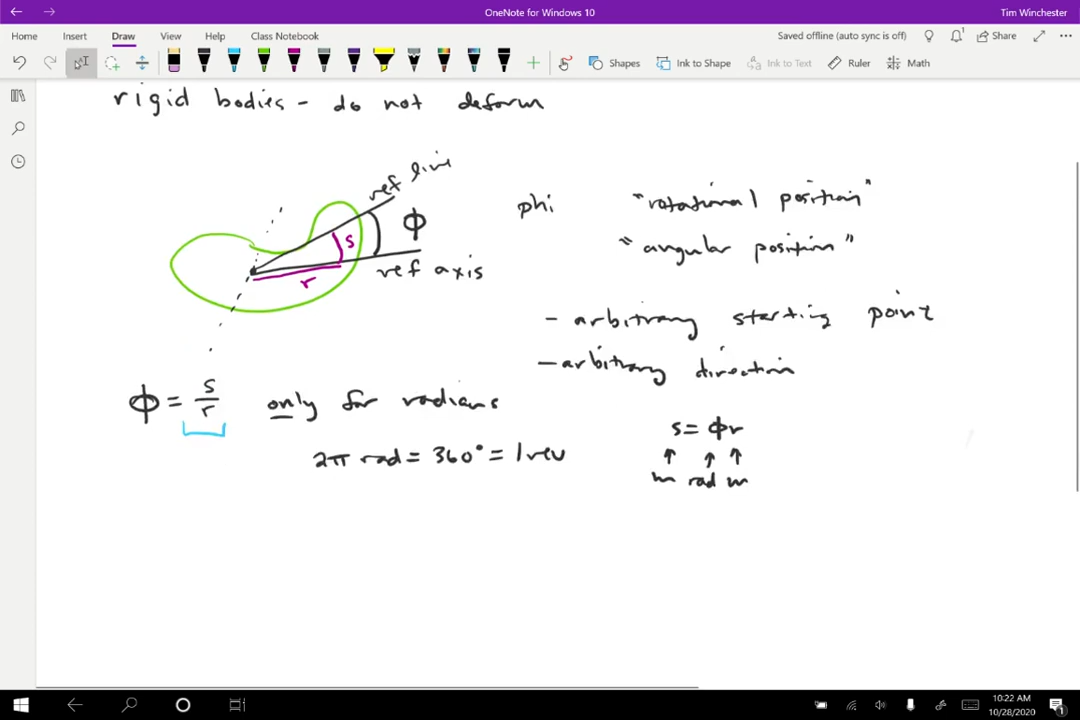 OneNote for Windows 10
Tim Winchester
Home Insert Draw View Help Class Notebook
Saved offline (auto sync is off)
Share
Shapes
Ink to Shape
Ink to Text
Ruler
Math
rigid bodies - do not deform
ref line
phi
"rotational position"
ϕ
s
"angular position"
ref axis
r
- arbitrary starting point
- arbitrary direction
ϕ = s/r only for radians
s = ϕr
2π rad = 360° = 1 rev
m rad m
10:22 AM
10/28/2020